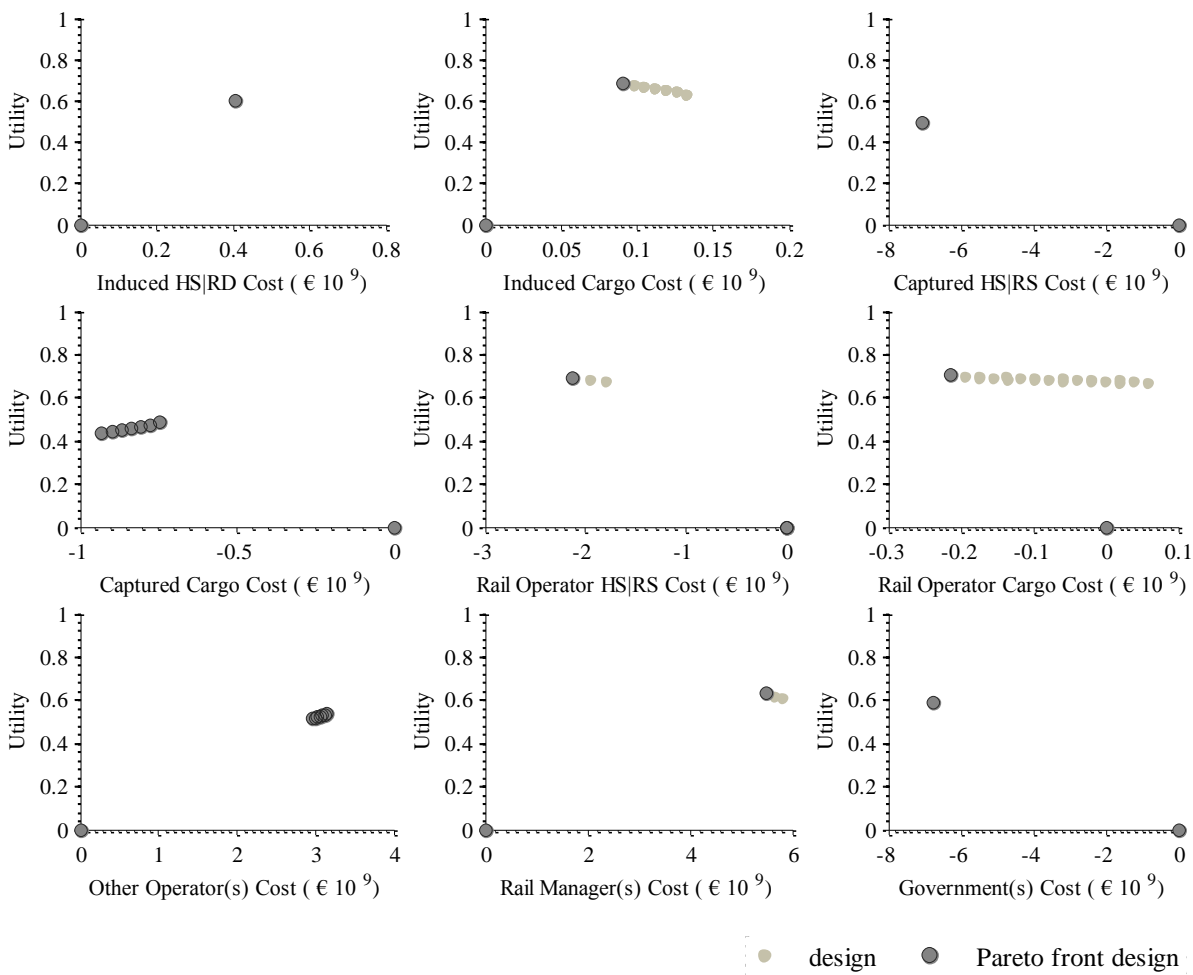 1
0.8
0.6
0.4
0.2
0
Utility
0 0.2 0.4 0.6 0.8
Induced HS|RD Cost ( € 10 9)
1
0.8
0.6
0.4
0.2
0
Utility
0 0.05 0.1 0.15 0.2
Induced Cargo Cost ( € 10 9)
1
0.8
0.6
0.4
0.2
0
Utility
-8 -6 -4 -2 0
Captured HS|RS Cost ( € 10 9)
1
0.8
0.6
0.4
0.2
0
Utility
-1 -0.5 0
Captured Cargo Cost ( € 10 9)
1
0.8
0.6
0.4
0.2
0
Utility
-3 -2 -1 0
Rail Operator HS|RS Cost ( € 10 9)
1
0.8
0.6
0.4
0.2
0
Utility
-0.3 -0.2 -0.1 0 0.1
Rail Operator Cargo Cost ( € 10 9)
1
0.8
0.6
0.4
0.2
0
Utility
0 1 2 3 4
Other Operator(s) Cost ( € 10 9)
1
0.8
0.6
0.4
0.2
0
Utility
0 2 4 6
Rail Manager(s) Cost ( € 10 9)
1
0.8
0.6
0.4
0.2
0
Utility
-8 -6 -4 -2 0
Government(s) Cost ( € 10 9)
design Pareto front design